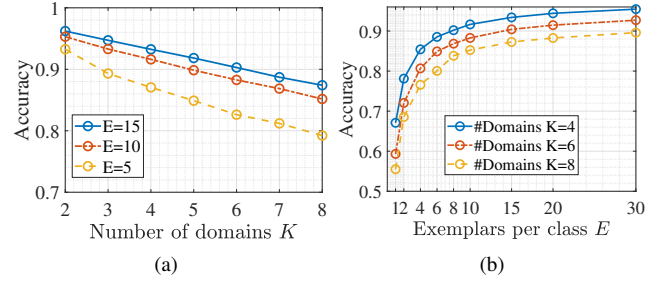 1
0.9
0.8
0.7
Accuracy
E=15
E=10
E=5
2 3 4 5 6 7 8
Number of domains K
(a)
0.9
0.8
0.7
0.6
0.5
Accuracy
#Domains K=4
#Domains K=6
#Domains K=8
1 2 4 6 8 10 15 20 30
Exemplars per class E
(b)